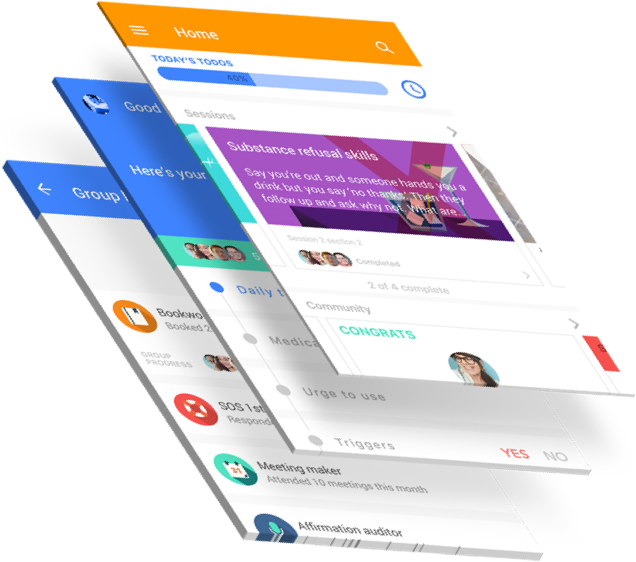 Home
TODAY'S TODOS
40%
Sessions
Substance refusal skills
Say you're out and someone hands you a
drink but you say 'no thanks'. Then they
follow up and ask why not. What are...
Session 2 section 2
Completed
2 of 4 complete
Community
CONGRATS
Good
Here's your
5
Daily t
Medica
Urge to use
Triggers
YES NO
Group
Bookwo
Booked 2
GROUP
PROGRESS
SOS 1st
Respond
31
Meeting maker
Attended 10 meetings this month
Affirmation auditor